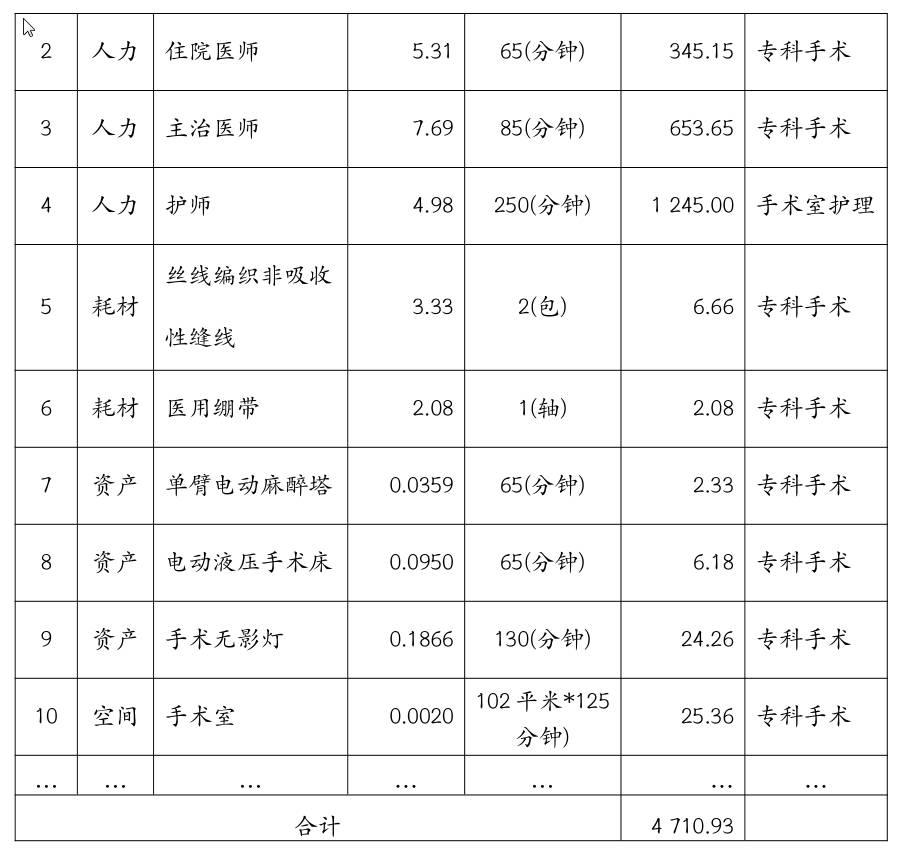 2 人力 住院医师 5.31 65(分钟) 345.15 专科手术
3 人力 主治医师 7.69 85(分钟) 653.65 专科手术
4 人力 护师 4.98 250(分钟) 1 245.00 手术室护理
5 耗材 丝线编织非吸收
性缝线 3.33 2(包) 6.66 专科手术
6 耗材 医用绷带 2.08 1(轴) 2.08 专科手术
7 资产 单臂电动麻醉塔 0.0359 65(分钟) 2.33 专科手术
8 资产 电动液压手术床 0.0950 65(分钟) 6.18 专科手术
9 资产 手术无影灯 0.1866 130(分钟) 24.26 专科手术
10 空间 手术室 0.0020 102 平米*125
分钟) 25.36 专科手术
… … … … … … …
合计 4 710.93